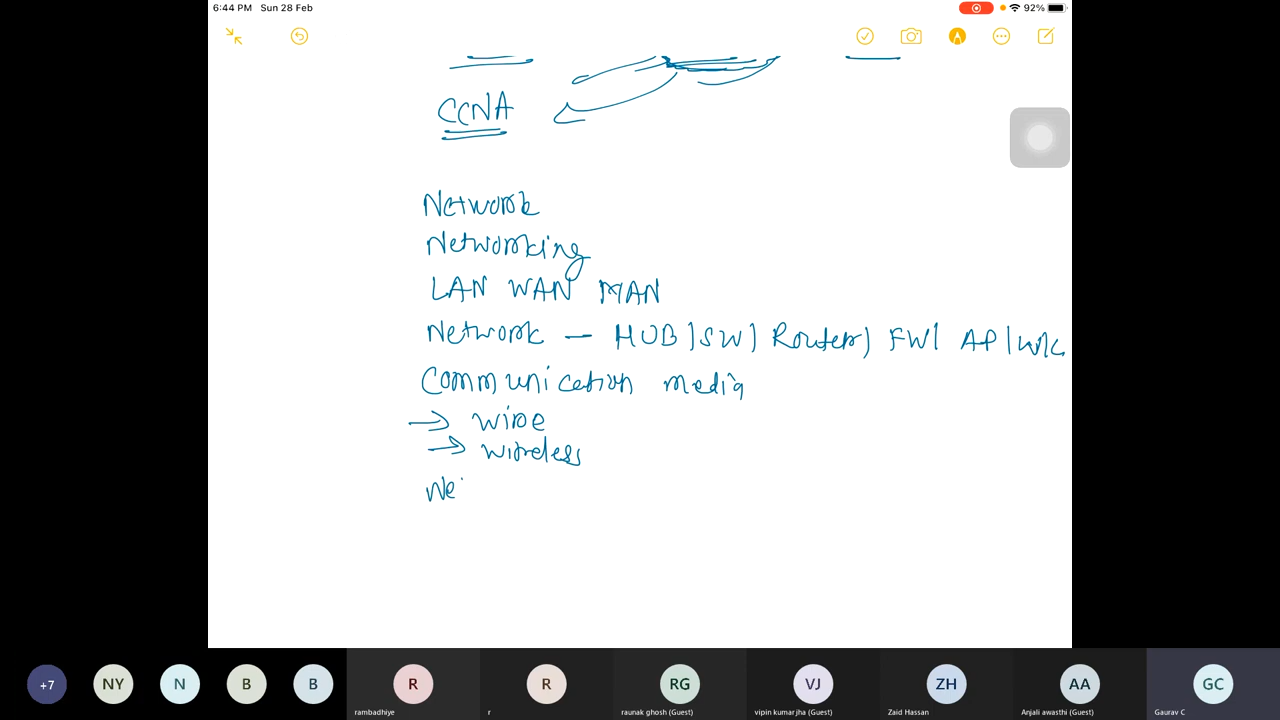 6:44 PM Sun 28 Feb 92%
CCNA
Network
Networking
LAN WAN MAN
Network — HUB | SW | Router | FW | AP | WLC
Communication media
→ wire
→ wireless
Ne
+7 NY N B B R R RG VJ ZH AA GC
rambadhiye r raunak ghosh (Guest) vipin kumar jha (Guest) Zaid Hassan Anjali awasthi (Guest) Gaurav C